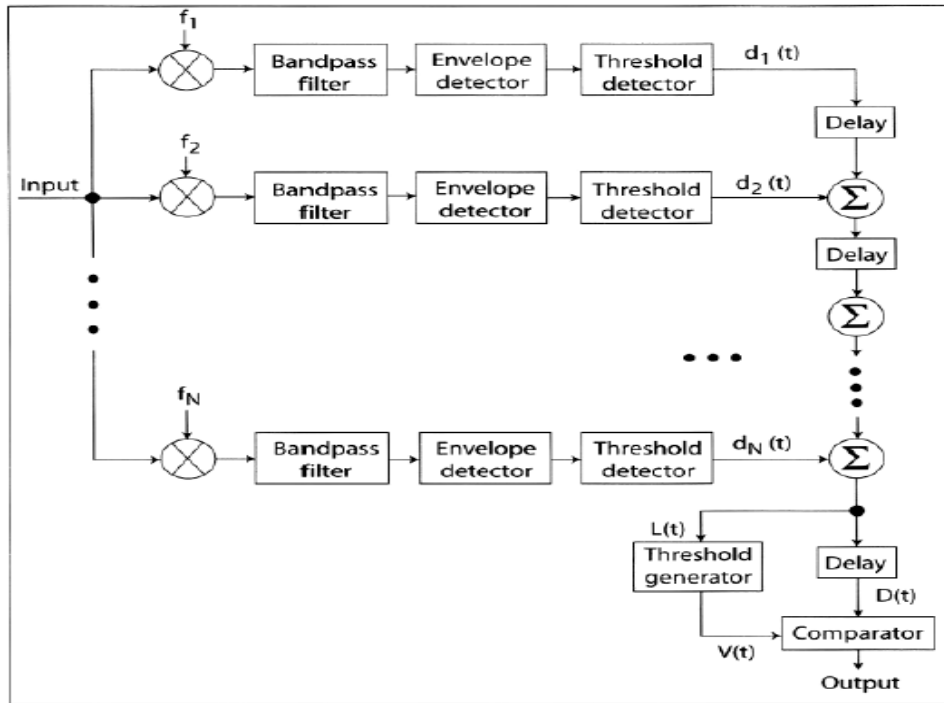 f1
Bandpass filter
Envelope detector
Threshold detector
d1 (t)
Delay
Input
f2
Bandpass filter
Envelope detector
Threshold detector
d2 (t)
Σ
Delay
Σ
fN
Bandpass filter
Envelope detector
Threshold detector
dN (t)
Σ
L(t)
Threshold generator
Delay
D(t)
V(t)
Comparator
Output